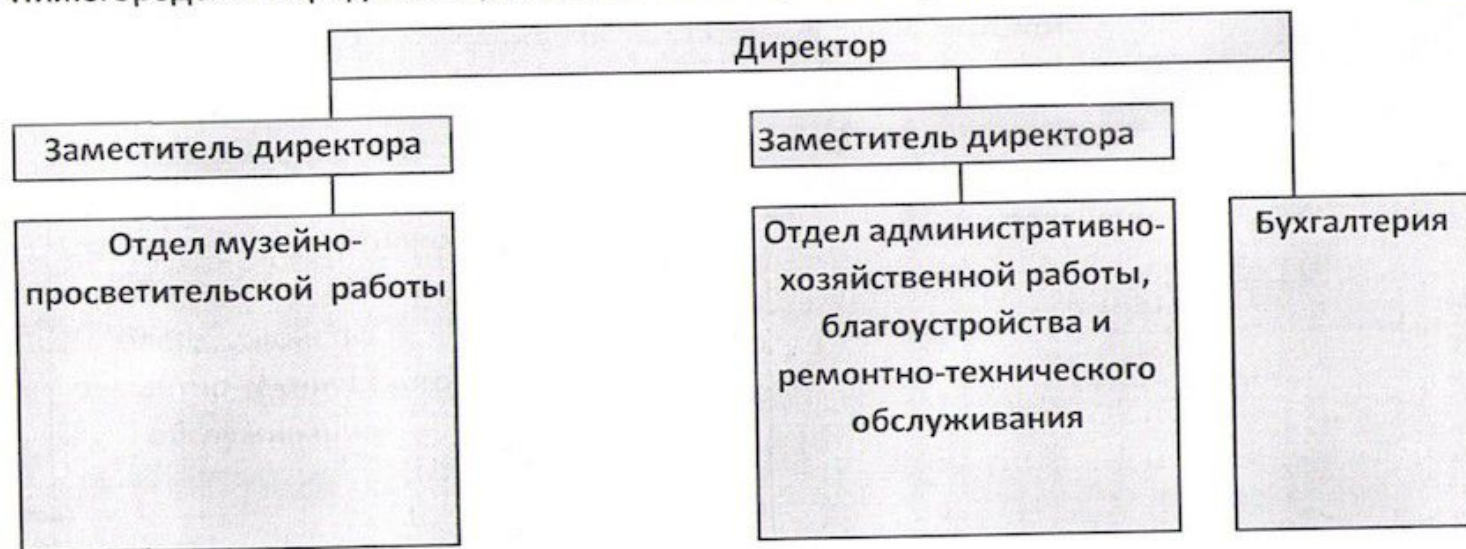 Директор
Заместитель директора
Заместитель директора
Отдел музейно-
просветительской работы
Отдел административно-
хозяйственной работы,
благоустройства и
ремонтно-технического
обслуживания
Бухгалтерия